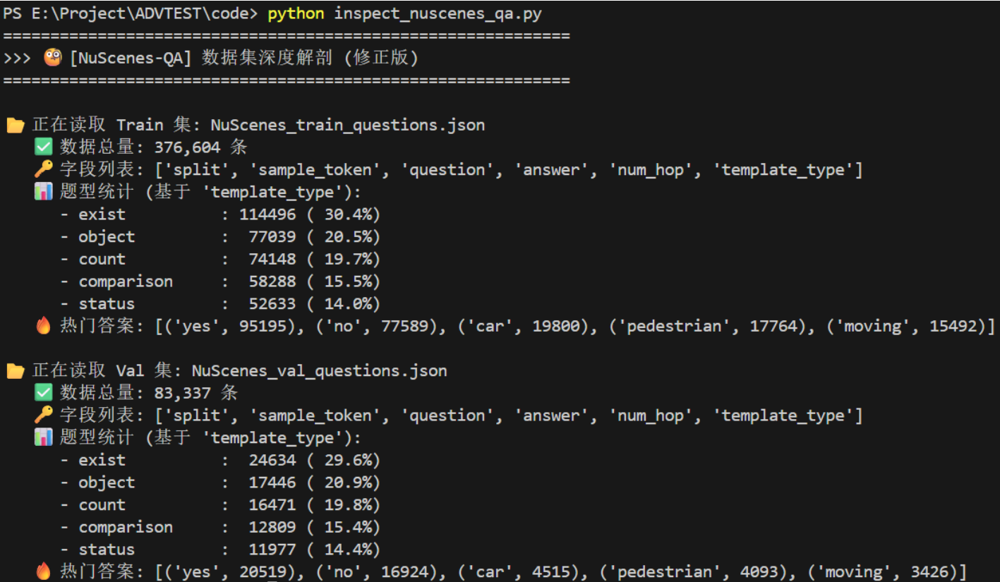 PS E:\Project\ADVTEST\code> python inspect_nuscenes_qa.py
============================================================
>>> 🧐 [NuScenes-QA] 数据集深度解剖 (修正版)
============================================================
📂 正在读取 Train 集: NuScenes_train_questions.json
✅ 数据总量: 376,604 条
🔑 字段列表: ['split', 'sample_token', 'question', 'answer', 'num_hop', 'template_type']
📊 题型统计 (基于 'template_type'):
- exist : 114496 ( 30.4%)
- object : 77039 ( 20.5%)
- count : 74148 ( 19.7%)
- comparison : 58288 ( 15.5%)
- status : 52633 ( 14.0%)
🔥 热门答案: [('yes', 95195), ('no', 77589), ('car', 19800), ('pedestrian', 17764), ('moving', 15492)]
📂 正在读取 Val 集: NuScenes_val_questions.json
✅ 数据总量: 83,337 条
🔑 字段列表: ['split', 'sample_token', 'question', 'answer', 'num_hop', 'template_type']
📊 题型统计 (基于 'template_type'):
- exist : 24634 ( 29.6%)
- object : 17446 ( 20.9%)
- count : 16471 ( 19.8%)
- comparison : 12809 ( 15.4%)
- status : 11977 ( 14.4%)
🔥 热门答案: [('yes', 20519), ('no', 16924), ('car', 4515), ('pedestrian', 4093), ('moving', 3426)]